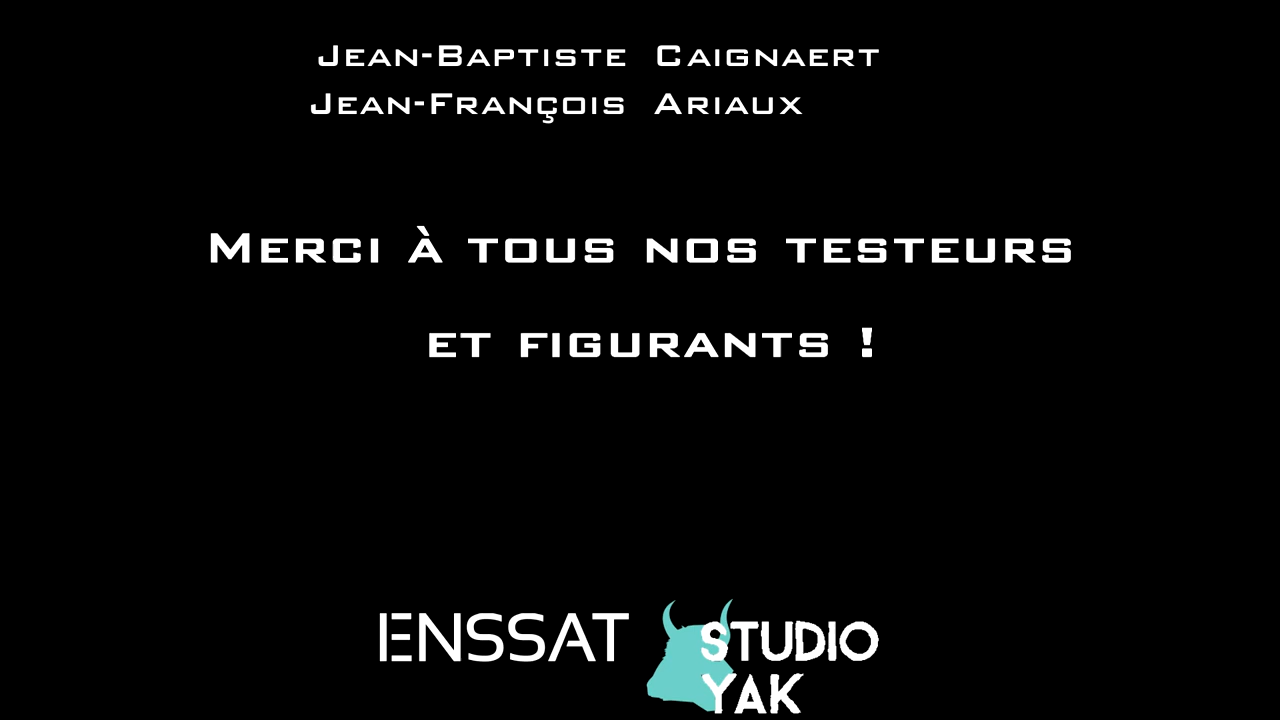 Jean-Baptiste Caignaert
Jean-François Ariaux
Merci à tous nos testeurs
et figurants !
ENSSAT
STUDIO
YAK